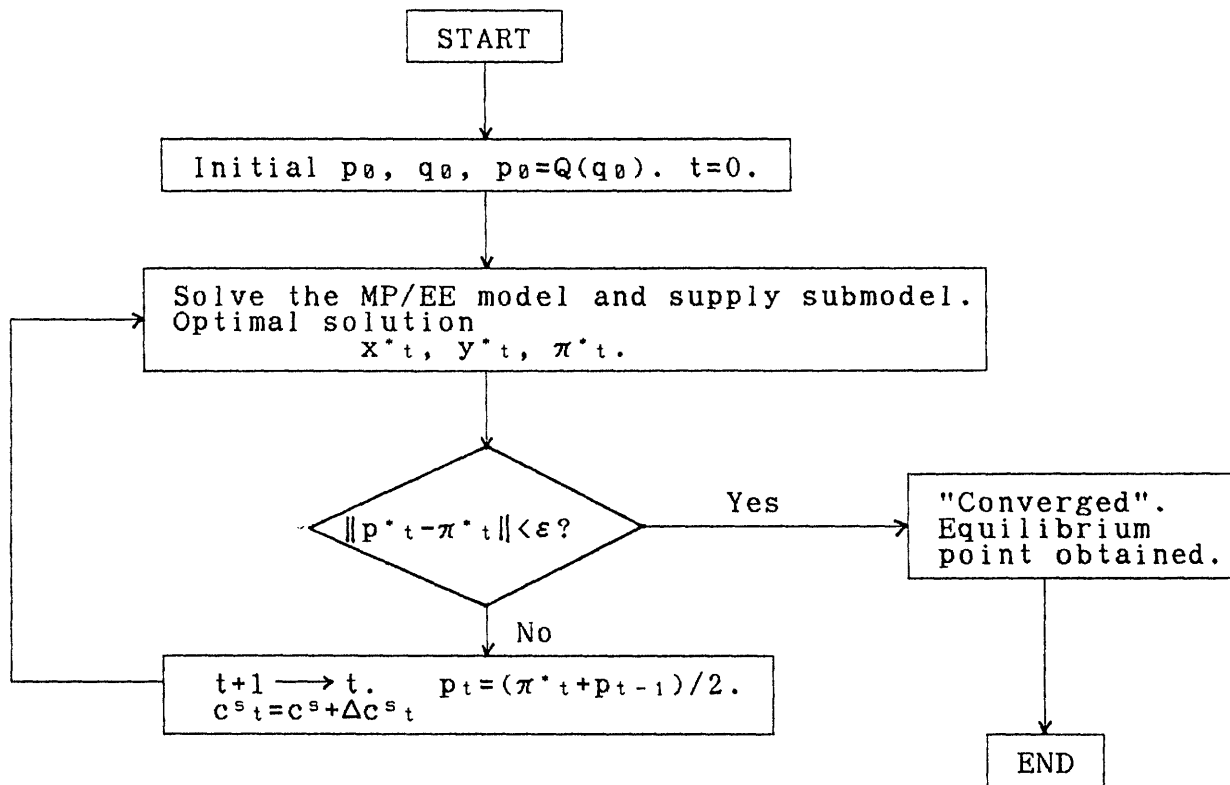 START
Initial p₀, q₀, p₀=Q(q₀). t=0.
Solve the MP/EE model and supply submodel.
Optimal solution
x*ₜ, y*ₜ, π*ₜ.
‖p*ₜ-π*ₜ‖<ε?
Yes
"Converged".
Equilibrium
point obtained.
No
t+1 ⟶ t. pₜ=(π*ₜ+pₜ₋₁)/2.
cˢₜ=cˢ+Δcˢₜ
END